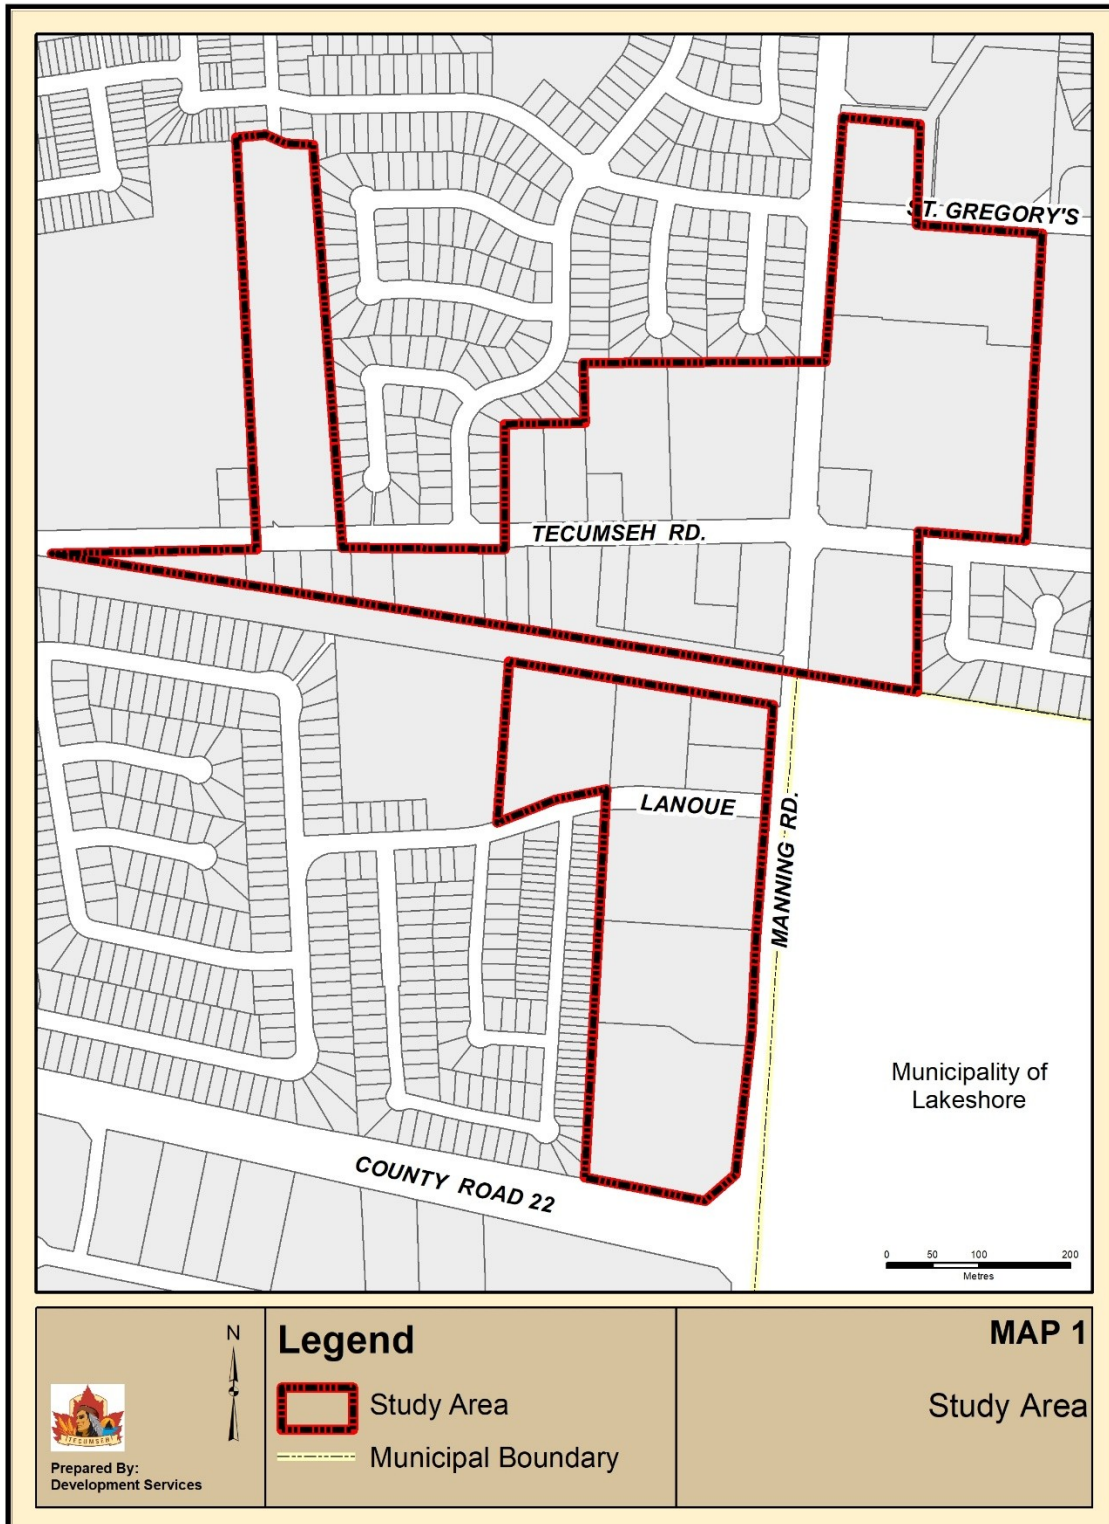 ST. GREGORY'S
TECUMSEH RD.
LANOUE
MANNING RD.
Municipality of
Lakeshore
COUNTY ROAD 22
0 50 100 200
Metres
N
TECUMSEH
Prepared By:
Development Services
Legend
Study Area
Municipal Boundary
MAP 1
Study Area